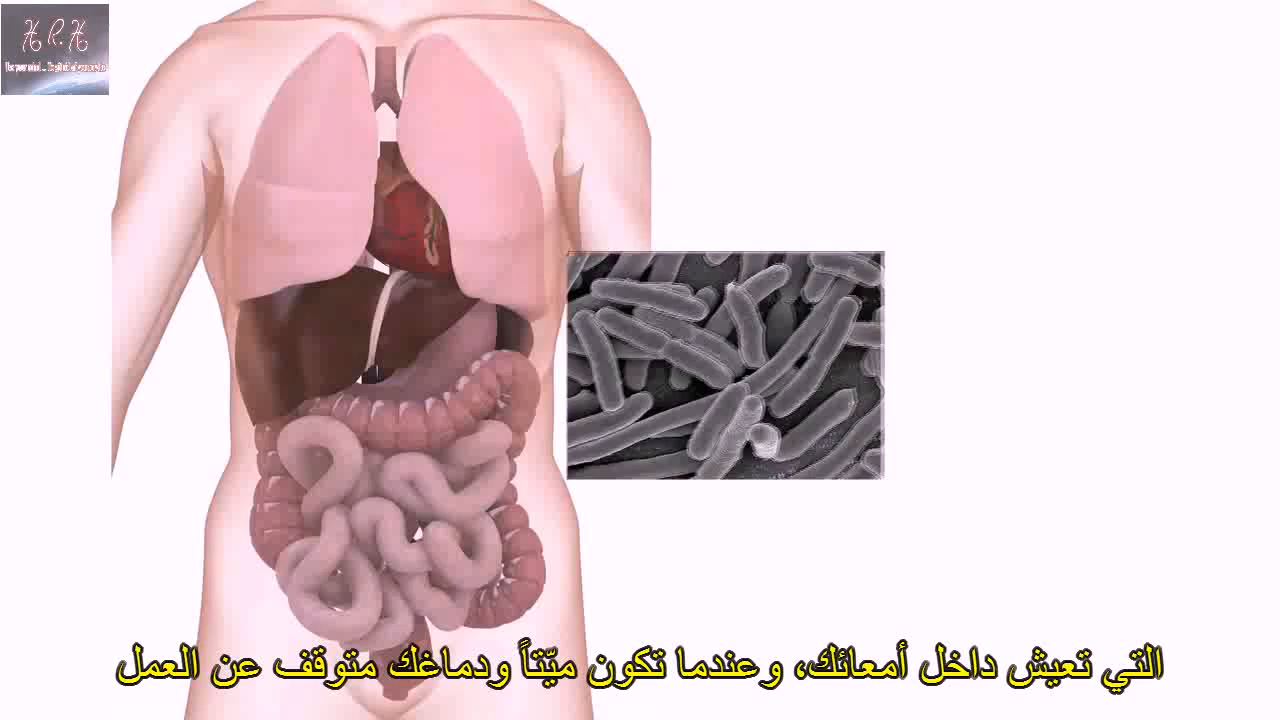 H R H
التي تعيش داخل أمعائك، وعندما تكون ميّتاً ودماغك متوقف عن العمل